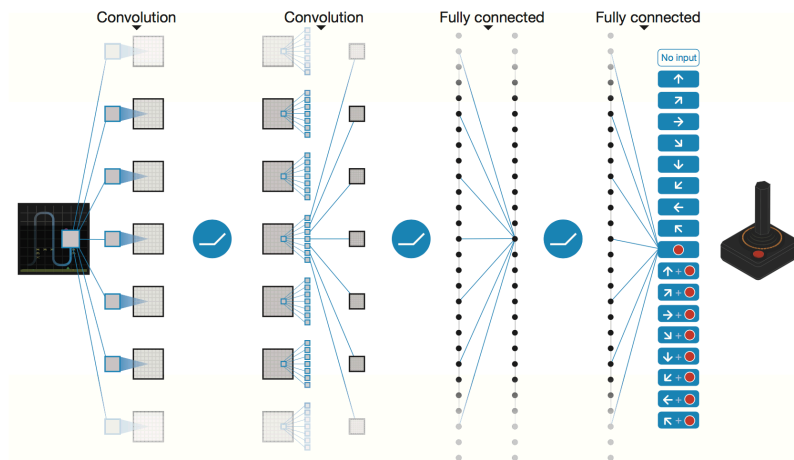 Convolution
Convolution
Fully connected
Fully connected
No input
+
+
+
+
+
+
+
+